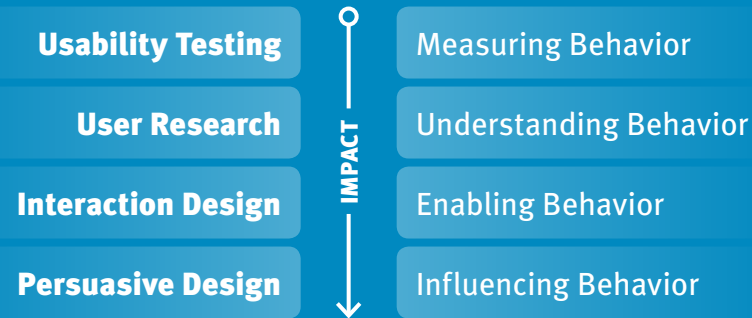 Usability Testing
Measuring Behavior
User Research
Understanding Behavior
IMPACT
Interaction Design
Enabling Behavior
Persuasive Design
Influencing Behavior